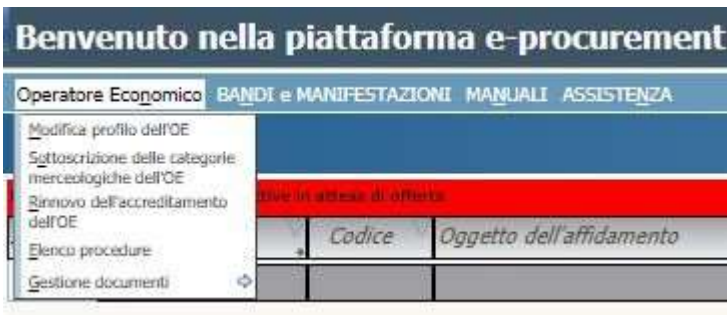 Benvenuto nella piattaforma e-procurement
Operatore Economico BANDI e MANIFESTAZIONI MANUALI ASSISTENZA
Modifica profilo dell'OE
Sottoscrizione delle categorie
merceologiche dell'OE
Rinnovo dell'accreditamento
dell'OE
in attesa di offerta
Codice Oggetto dell'affidamento
Elenco procedure
Gestione documenti